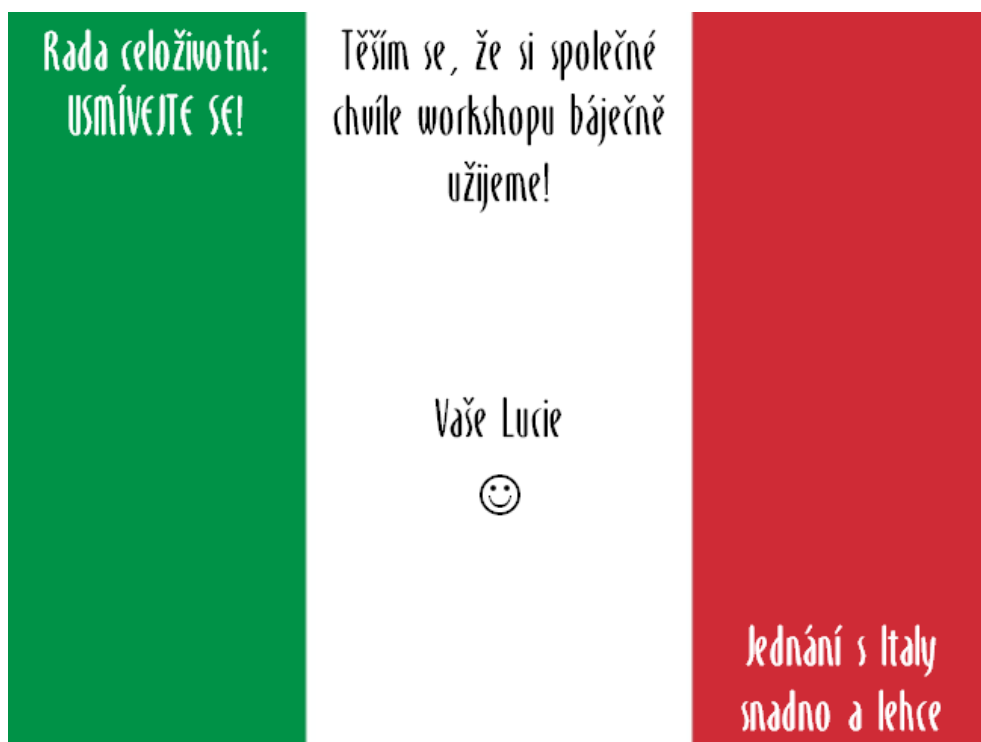 Rada celoživotní:
USMÍVEJTE SE!
Těším se, že si společné
chvíle workshopu báječně
užijeme!
Vaše Lucie
Jednání s Italy
snadno a lehce